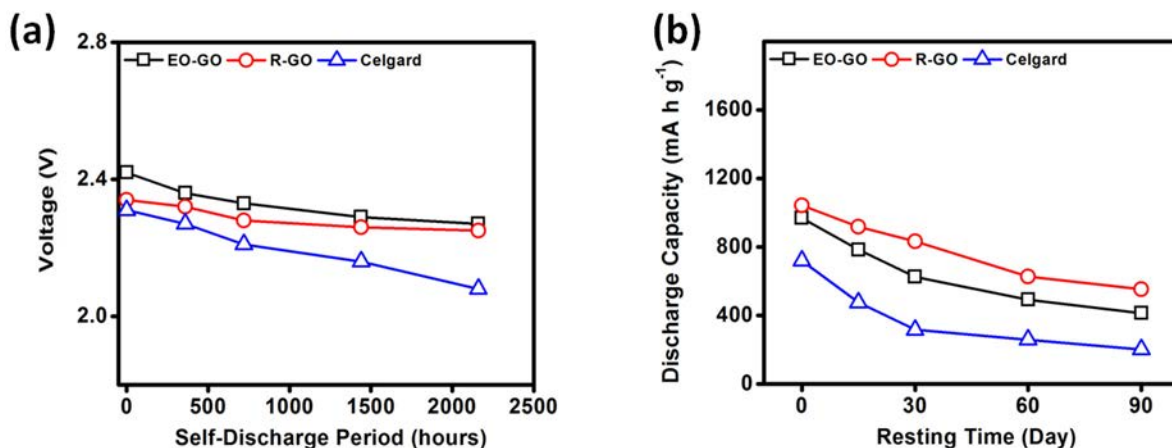 (a)
2.8
EO-GO R-GO Celgard
2.4
2.0
Voltage (V)
0 500 1000 1500 2000 2500
Self-Discharge Period (hours)
(b)
EO-GO R-GO Celgard
1600
1200
800
400
0
Discharge Capacity (mA h g⁻¹)
0 30 60 90
Resting Time (Day)